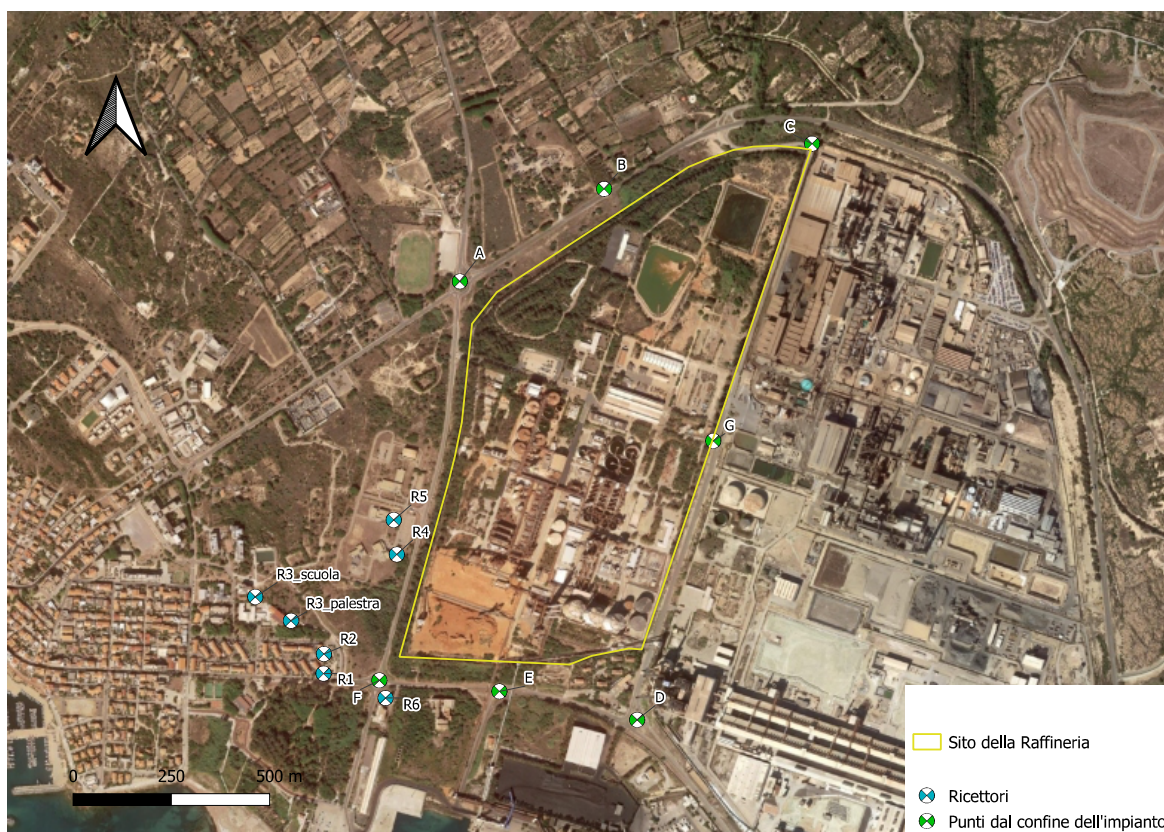 C
B
A
G
R5
R4
R3_scuola
R3_palestra
R2
R1
F
R6
E
D
0 250 500 m
Sito della Raffineria
Ricettori
Punti dal confine dell'impianto